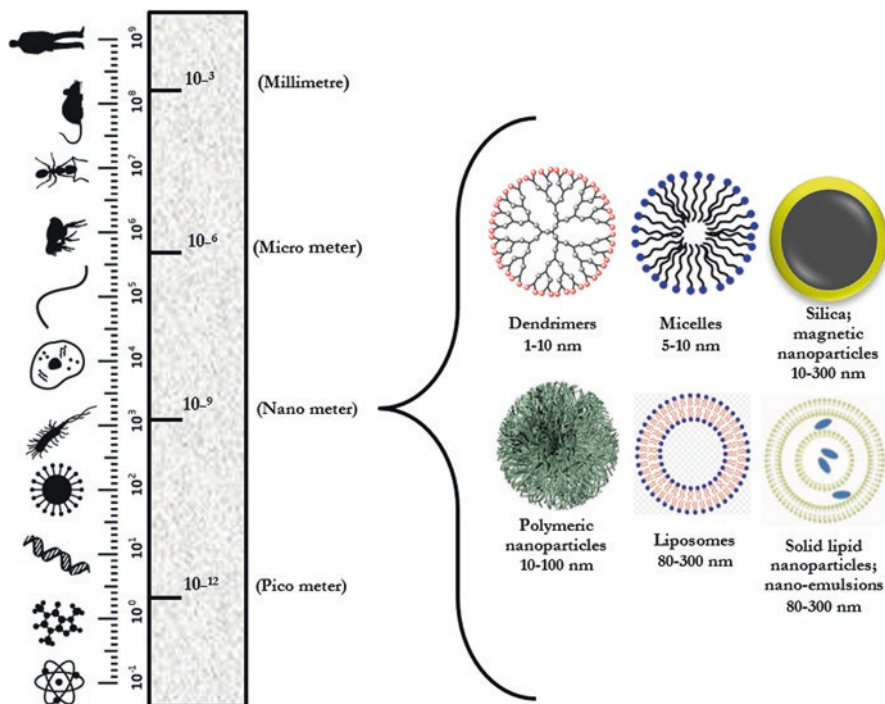 10⁹
10⁸
10⁷
10⁶
10⁵
10⁴
10³
10²
10¹
10⁰
10⁻¹
10–3
(Millimetre)
10–6
(Micro meter)
10–9
(Nano meter)
10–12
(Pico meter)
Dendrimers
1-10 nm
Micelles
5-10 nm
Silica;
magnetic
nanoparticles
10-300 nm
Polymeric
nanoparticles
10-100 nm
Liposomes
80-300 nm
Solid lipid
nanoparticles;
nano-emulsions
80-300 nm